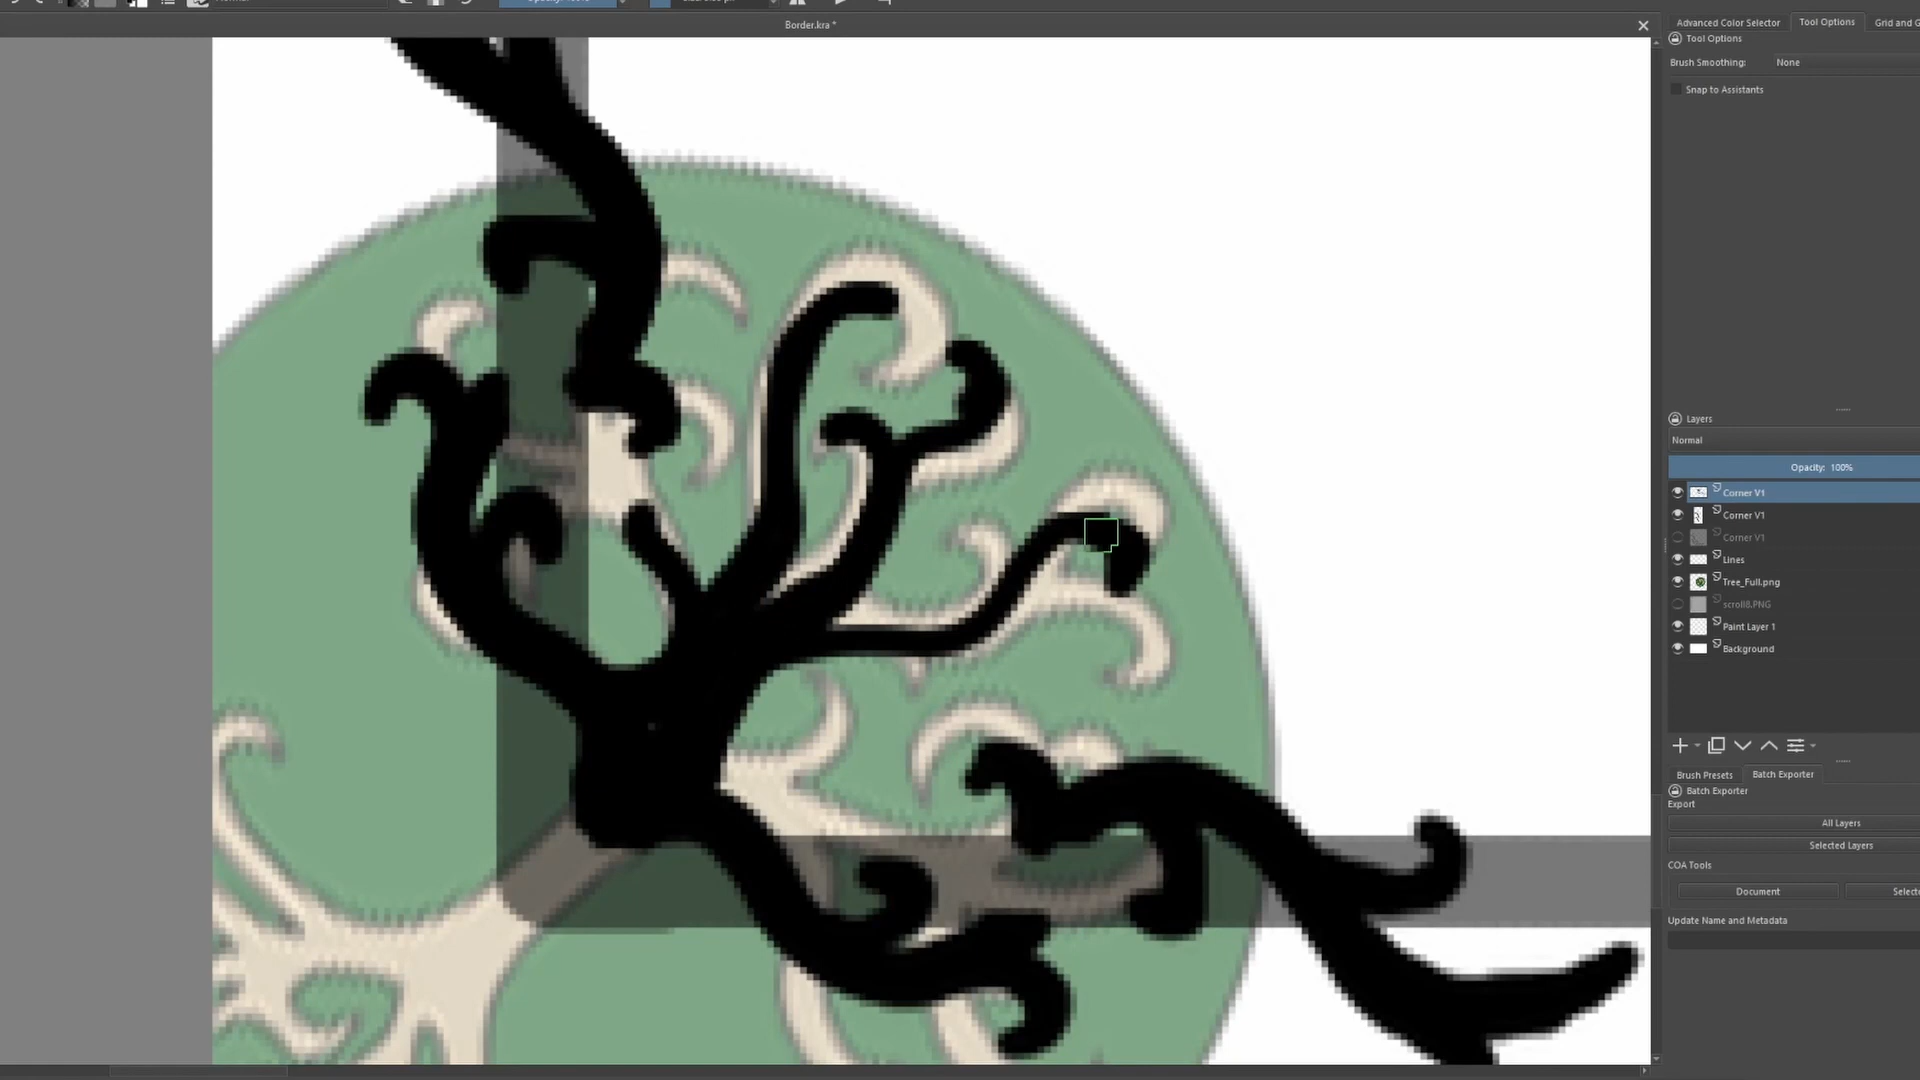 Border.kra *
Advanced Color Selector
Tool Options
Tool Options
Brush Smoothing:
None
Snap to Assistants
Layers
Normal
Opacity: 100%
Corner V1
Corner V1
Corner V1
Lines
Tree_Full.png
scroll8.PNG
Paint Layer 1
Background
Brush Presets
Batch Exporter
Batch Exporter
Export
All Layers
Selected Layers
COA Tools
Document
Update Name and Metadata